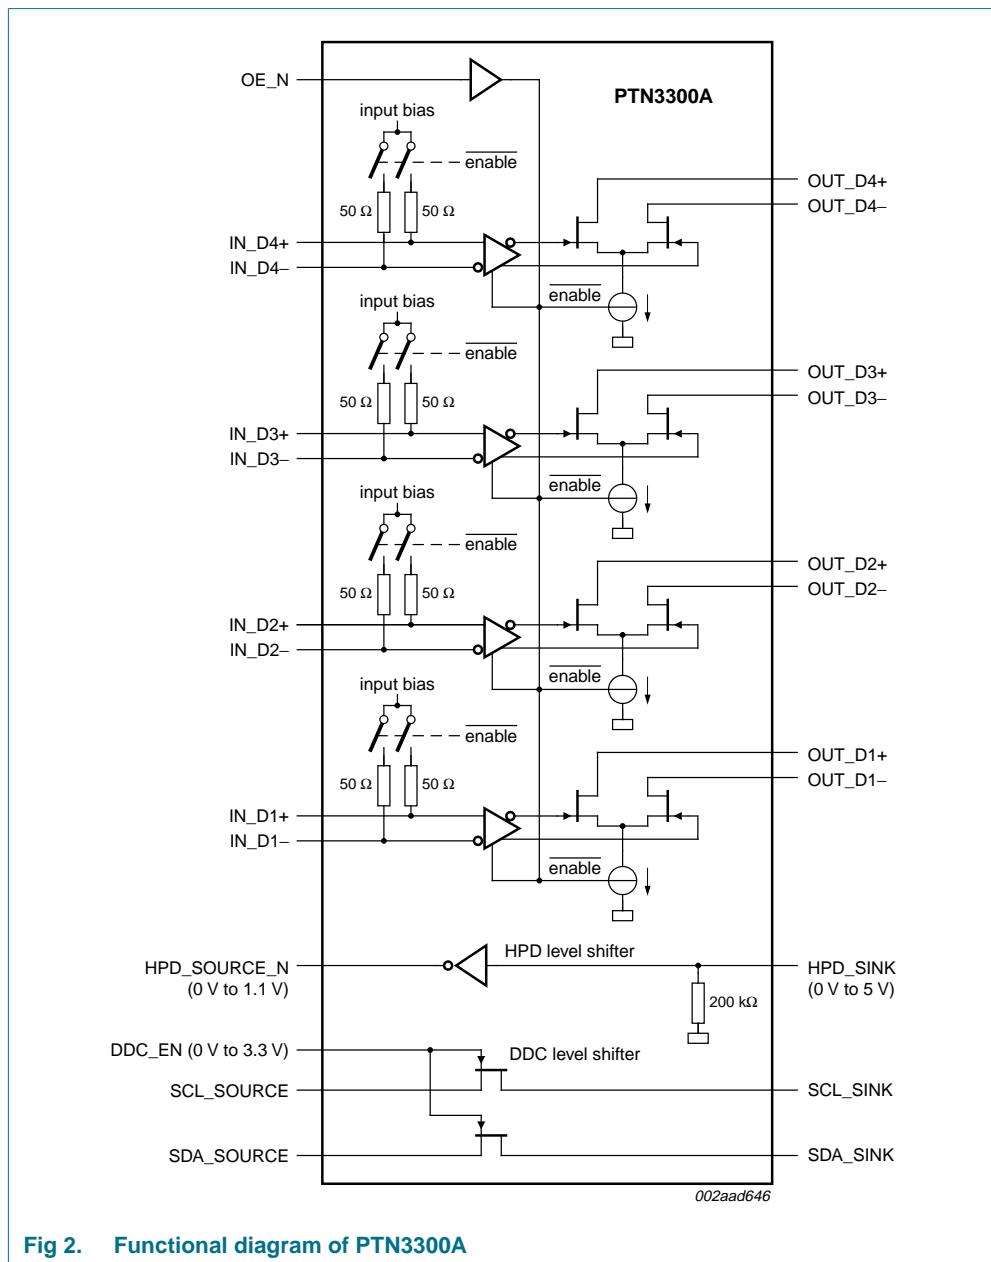 OE_N
PTN3300A
input bias
enable
50 Ω 50 Ω
OUT_D4+
OUT_D4−
IN_D4+
IN_D4−
enable
input bias
enable
50 Ω 50 Ω
OUT_D3+
OUT_D3−
IN_D3+
IN_D3−
enable
input bias
enable
50 Ω 50 Ω
OUT_D2+
OUT_D2−
IN_D2+
IN_D2−
enable
input bias
enable
50 Ω 50 Ω
OUT_D1+
OUT_D1−
IN_D1+
IN_D1−
enable
HPD level shifter
HPD_SOURCE_N
(0 V to 1.1 V)
HPD_SINK
(0 V to 5 V)
200 kΩ
DDC_EN (0 V to 3.3 V)
DDC level shifter
SCL_SOURCE
SCL_SINK
SDA_SOURCE
SDA_SINK
002aad646
Fig 2. Functional diagram of PTN3300A